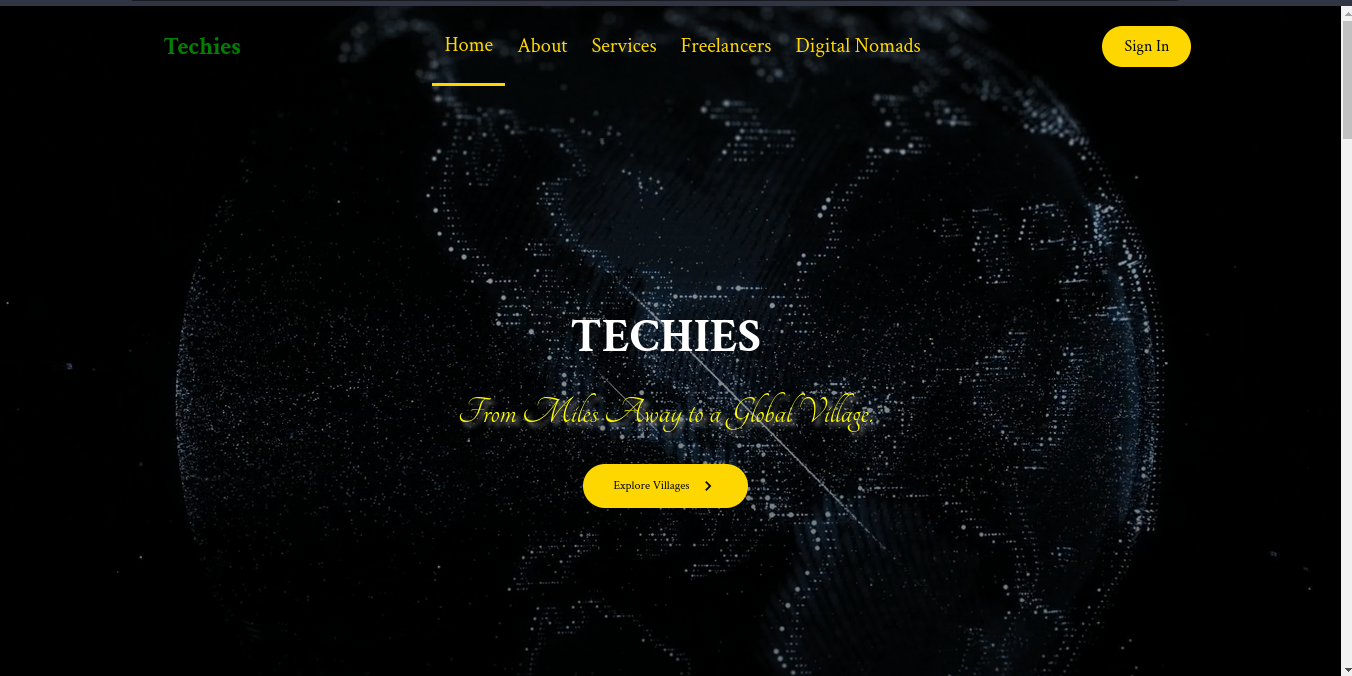 Techies
Home About Services Freelancers Digital Nomads
Sign In
TECHIES
From Miles Away to a Global Village.
Explore Villages